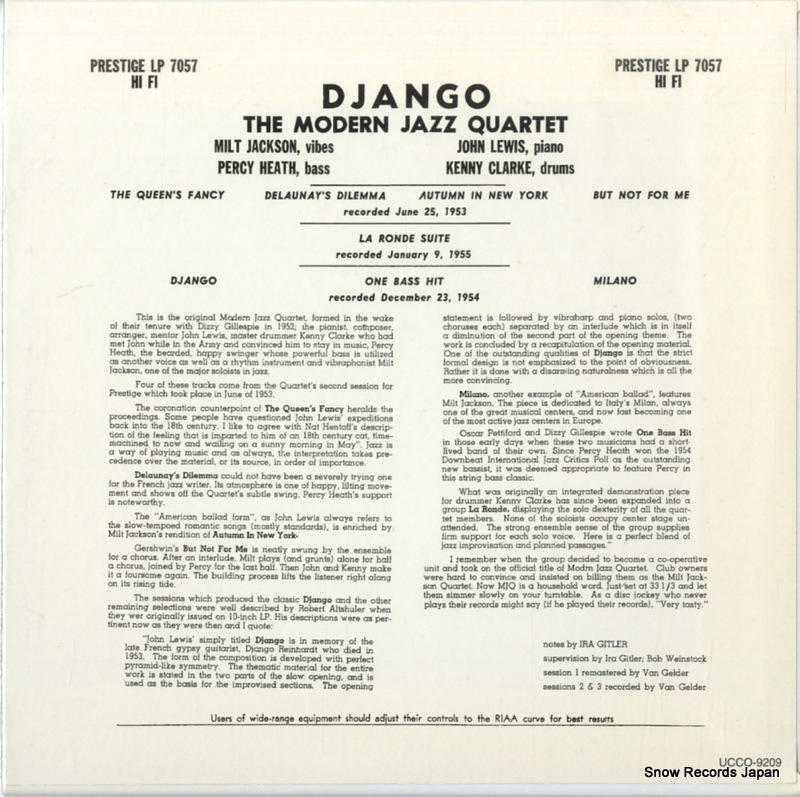 PRESTIGE LP 7057
HI FI
PRESTIGE LP 7057
HI FI
DJANGO
THE MODERN JAZZ QUARTET
MILT JACKSON, vibes JOHN LEWIS, piano
PERCY HEATH, bass KENNY CLARKE, drums
THE QUEEN'S FANCY DELAUNAY'S DILEMMA AUTUMN IN NEW YORK BUT NOT FOR ME
recorded June 25, 1953
LA RONDE SUITE
recorded January 9, 1955
DJANGO ONE BASS HIT MILANO
recorded December 23, 1954
This is the original Modern Jazz Quartet, formed in the wake
of their tenure with Dizzy Gillespie in 1952; the pianist, composer,
arranger, mentor John Lewis, master drummer Kenny Clarke who had
met John while in the Army and convinced him to stay in music, Percy
Heath, the bearded, happy swinger whose powerful bass is utilized
as another voice as well as a rhythm instrument and vibraphonist Milt
Jackson, one of the major soloists in jazz.
Four of these tracks come from the Quartet's second session for
Prestige which took place in June of 1953.
The coronation counterpoint of The Queen's Fancy heralds the
proceedings. Some people have questioned John Lewis' expeditions
back into the 18th century. I like to agree with Nat Hentoff's descrip-
tion of the feeling that is imparted to him of an 18th century cat, time-
machined to now and wailing on a sunny morning in May". Jazz is
a way of playing music and as always, the interpretation takes pre-
cedence over the material, or its source, in order of importance.
Delaunay's Dilemma could not have been a severely trying one
for the French jazz writer. Its atmosphere is one of happy, lilting move-
ment and shows off the Quartet's subtle swing. Percy Heath's support
is noteworthy.
The "American ballad form", as John Lewis always refers to
the slow-tempoed romantic songs (mostly standards), is enriched by
Milt Jackson's rendition of Autumn In New York.
Gershwin's But Not For Me is neatly swung by the ensemble
for a chorus. After an interlude, Milt plays (and grunts) alone for half
a chorus, joined by Percy for the last half. Then John and Kenny make
it a foursome again. The building process lifts the listener right along
on its rising tide.
The sessions which produced the classic Django and the other
remaining selections were well described by Robert Altshuler when
they wer originally issued on 10-inch LP. His descriptions were as per-
tinent now as they were then and I quote:
"John Lewis' simply titled Django is in memory of the
late French gypsy guitarist, Django Reinhardt who died in
1953. The form of the composition is developed with perfect
pyramid-like symmetry. The thematic material for the entire
work is stated in the two parts of the slow opening, and is
used as the basis for the improvised sections. The opening
statement is followed by vibraharp and piano solos, (two
choruses each) separated by an interlude which is in itself
a diminution of the second part of the opening theme. The
work is concluded by a recapitulation of the opening material.
One of the outstanding qualities of Django is that the strict
formal design is not emphasized to the point of obviousness.
Rather it is done with a disarming naturalness which is all the
more convincing.
Milano, another example of "American ballad", features
Milt Jackson. The piece is dedicated to Italy's Milan, always
one of the great musical centers, and now fast becoming one
of the most active jazz centers in Europe.
Oscar Pettiford and Dizzy Gillespie wrote One Bass Hit
in those early days when these two musicians had a short-
lived band of their own. Since Percy Heath won the 1954
Downbeat International Jazz Critics Poll as the outstanding
new bassist, it was deemed appropriate to feature Percy in
this string bass classic.
What was originally an integrated demonstration piece
for drummer Kenny Clarke has since been expanded into a
group La Ronde, displaying the solo dexterity of all the quar-
tet members. None of the soloists occupy center stage un-
attended. The strong ensemble sense of the group supplies
firm support for each solo voice. Here is a perfect blend of
jazz improvisation and planned passages."
I remember when the group decided to become a co-operative
unit and took on the official title of Modrn Jazz Quartet. Club owners
were hard to convince and insisted on billing them as the Milt Jack-
son Quartet. Now MJQ is a household word. Just set at 33 1/3 and let
them simmer slowly on your turntable. As a disc jockey who never
plays their records might say (if he played their records), "Very tasty."
notes by IRA GITLER
supervision by Ira Gitler; Bob Weinstock
session 1 remastered by Van Gelder
sessions 2 & 3 recorded by Van Gelder
Users of wide-range equipment should adjust their controls to the RIAA curve for best results
UCCO-9209
Snow Records Japan